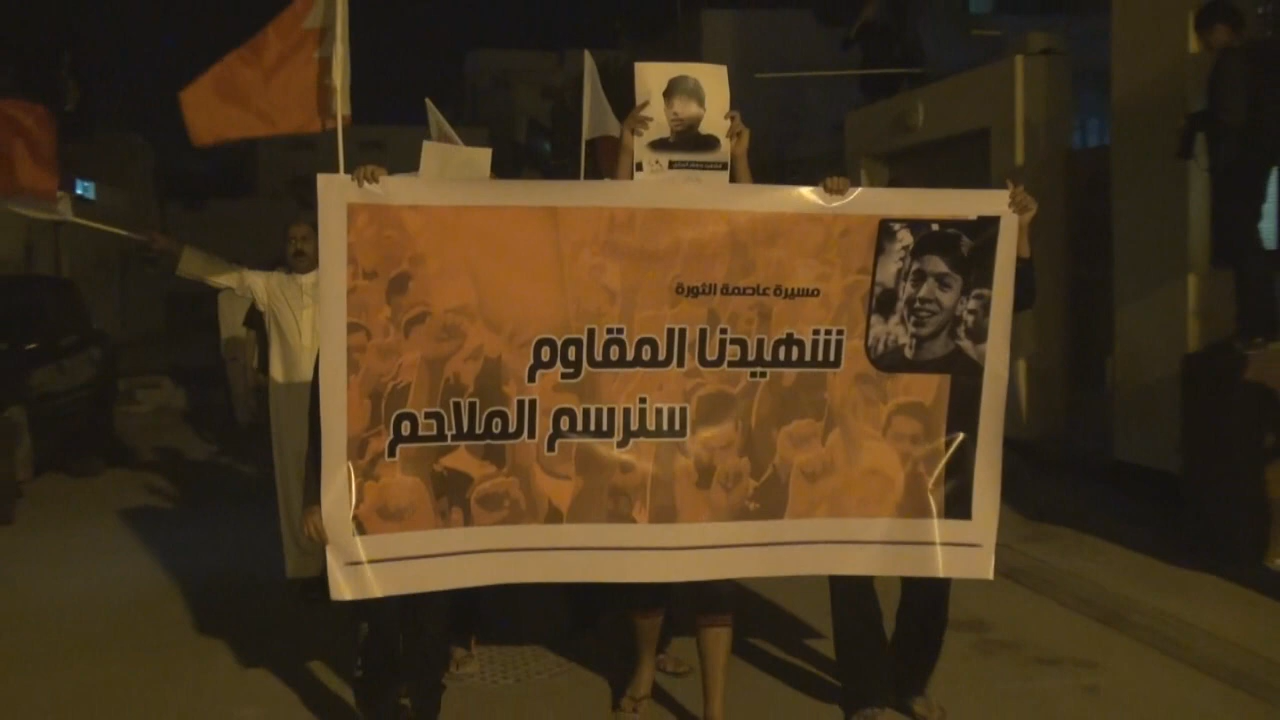 مسيرة عاصمة الثورة
شهيدنا المقاوم
سنرسم الملاحم